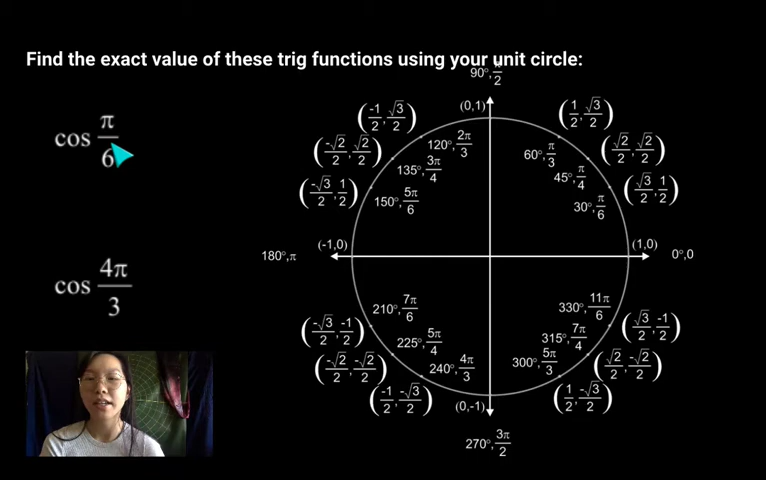 Find the exact value of these trig functions using your unit circle:
cos π/6
cos 4π/3
90°, π/2
(0,1)
(-1/2, √3/2)
(1/2, √3/2)
120°, 2π/3
60°, π/3
(-√2/2, √2/2)
(√2/2, √2/2)
135°, 3π/4
45°, π/4
(-√3/2, 1/2)
(√3/2, 1/2)
150°, 5π/6
30°, π/6
180°,π
(-1,0)
(1,0)
0°,0
210°, 7π/6
330°, 11π/6
(-√3/2, -1/2)
(√3/2, -1/2)
225°, 5π/4
315°, 7π/4
(-√2/2, -√2/2)
(√2/2, -√2/2)
240°, 4π/3
300°, 5π/3
(-1/2, -√3/2)
(1/2, -√3/2)
(0,-1)
270°, 3π/2